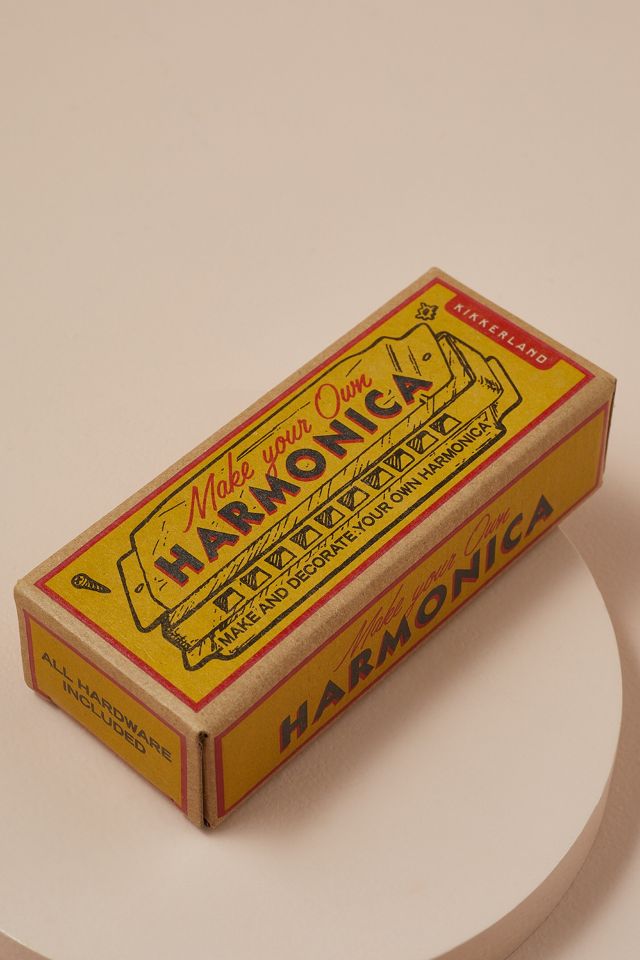 KIKKERLAND
Make your Own
HARMONICA
MAKE AND DECORATE YOUR OWN HARMONICA
Make your Own
HARMONICA
ALL HARDWARE
INCLUDED